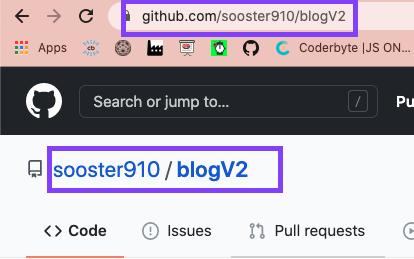 github.com/sooster910/blogV2
Apps cb Coderbyte |JS ON...
Search or jump to... / Pu
sooster910 / blogV2
<> Code Issues Pull requests